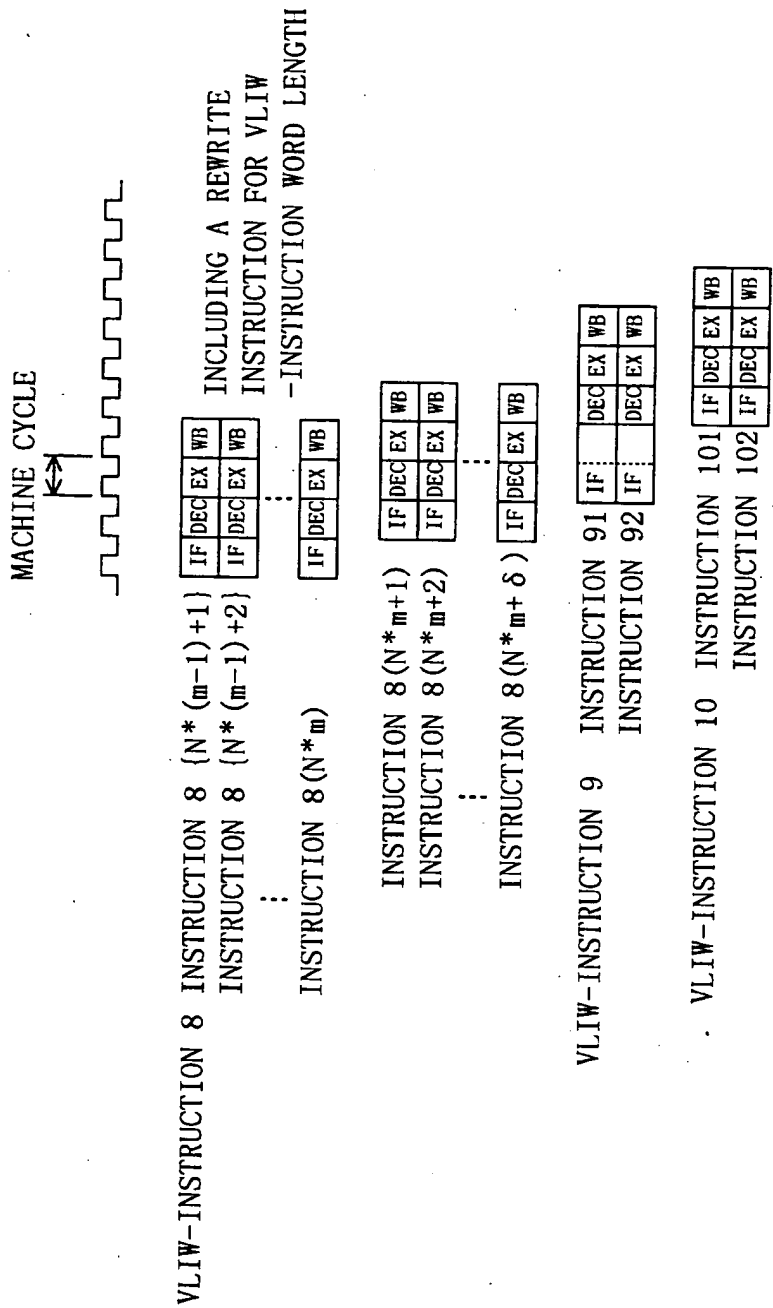 MACHINE CYCLE
VLIW-INSTRUCTION 8 INSTRUCTION 8 {N*(m-1)+1} IF DEC EX WB
INSTRUCTION 8 {N*(m-1)+2} IF DEC EX WB
INSTRUCTION 8(N*m) IF DEC EX WB
INCLUDING A REWRITE
INSTRUCTION FOR VLIW
-INSTRUCTION WORD LENGTH
INSTRUCTION 8(N*m+1) IF DEC EX WB
INSTRUCTION 8(N*m+2) IF DEC EX WB
INSTRUCTION 8(N*m+ δ) IF DEC EX WB
VLIW-INSTRUCTION 9 INSTRUCTION 91 IF DEC EX WB
INSTRUCTION 92 IF DEC EX WB
VLIW-INSTRUCTION 10 INSTRUCTION 101 IF DEC EX WB
INSTRUCTION 102 IF DEC EX WB